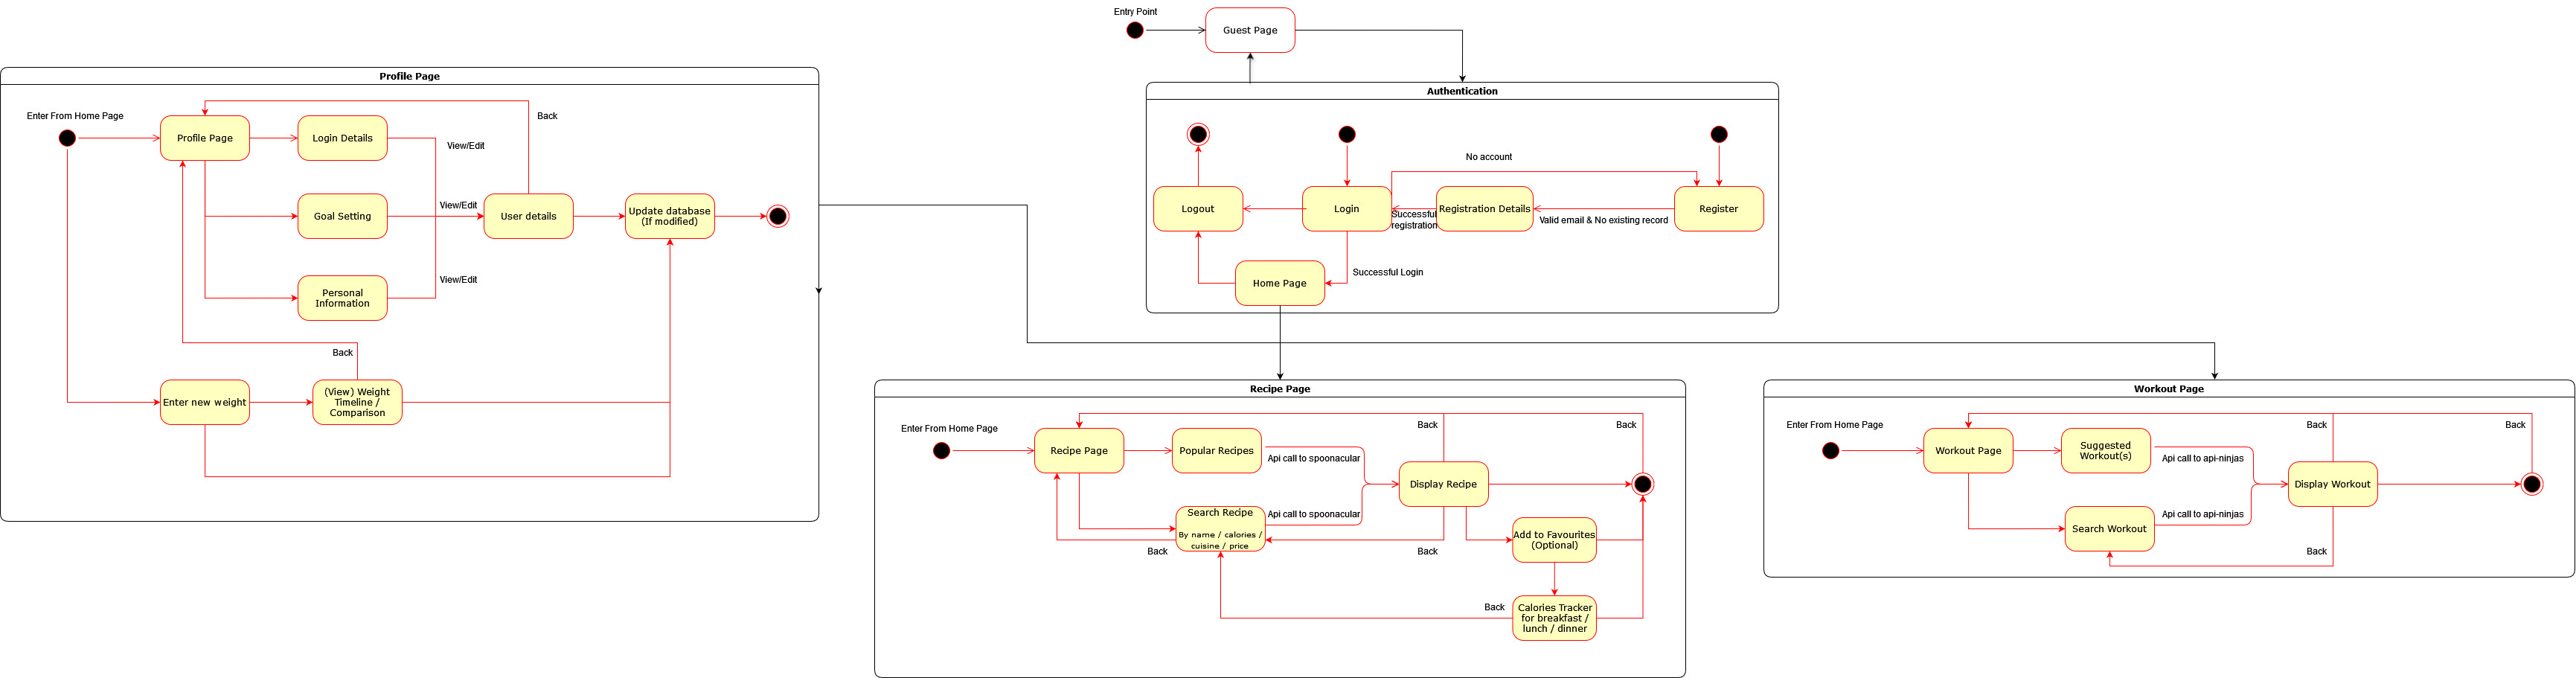 Entry Point
Guest Page
Profile Page
Enter From Home Page
Profile Page
Login Details
Back
View/Edit
Goal Setting
View/Edit
User details
Update database
(If modified)
Personal
Information
View/Edit
Back
Enter new weight
(View) Weight
Timeline /
Comparison
Authentication
No account
Logout
Login
Successful
registration
Registration Details
Valid email & No existing record
Register
Successful Login
Home Page
Recipe Page
Enter From Home Page
Recipe Page
Popular Recipes
Api call to spoonacular
Back
Back
Display Recipe
Search Recipe
By name / calories /
cuisine / price
Api call to spoonacular
Back
Back
Add to Favourites
(Optional)
Back
Calories Tracker
for breakfast /
lunch / dinner
Workout Page
Enter From Home Page
Workout Page
Suggested
Workout(s)
Api call to api-ninjas
Back
Back
Display Workout
Search Workout
Api call to api-ninjas
Back